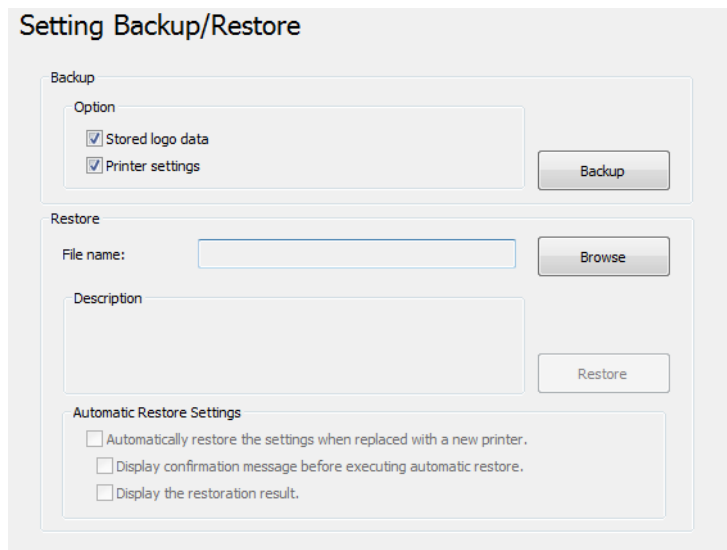 Setting Backup/Restore
Backup
Option
Stored logo data
Printer settings
Backup
Restore
File name:
Browse
Description
Restore
Automatic Restore Settings
Automatically restore the settings when replaced with a new printer.
Display confirmation message before executing automatic restore.
Display the restoration result.